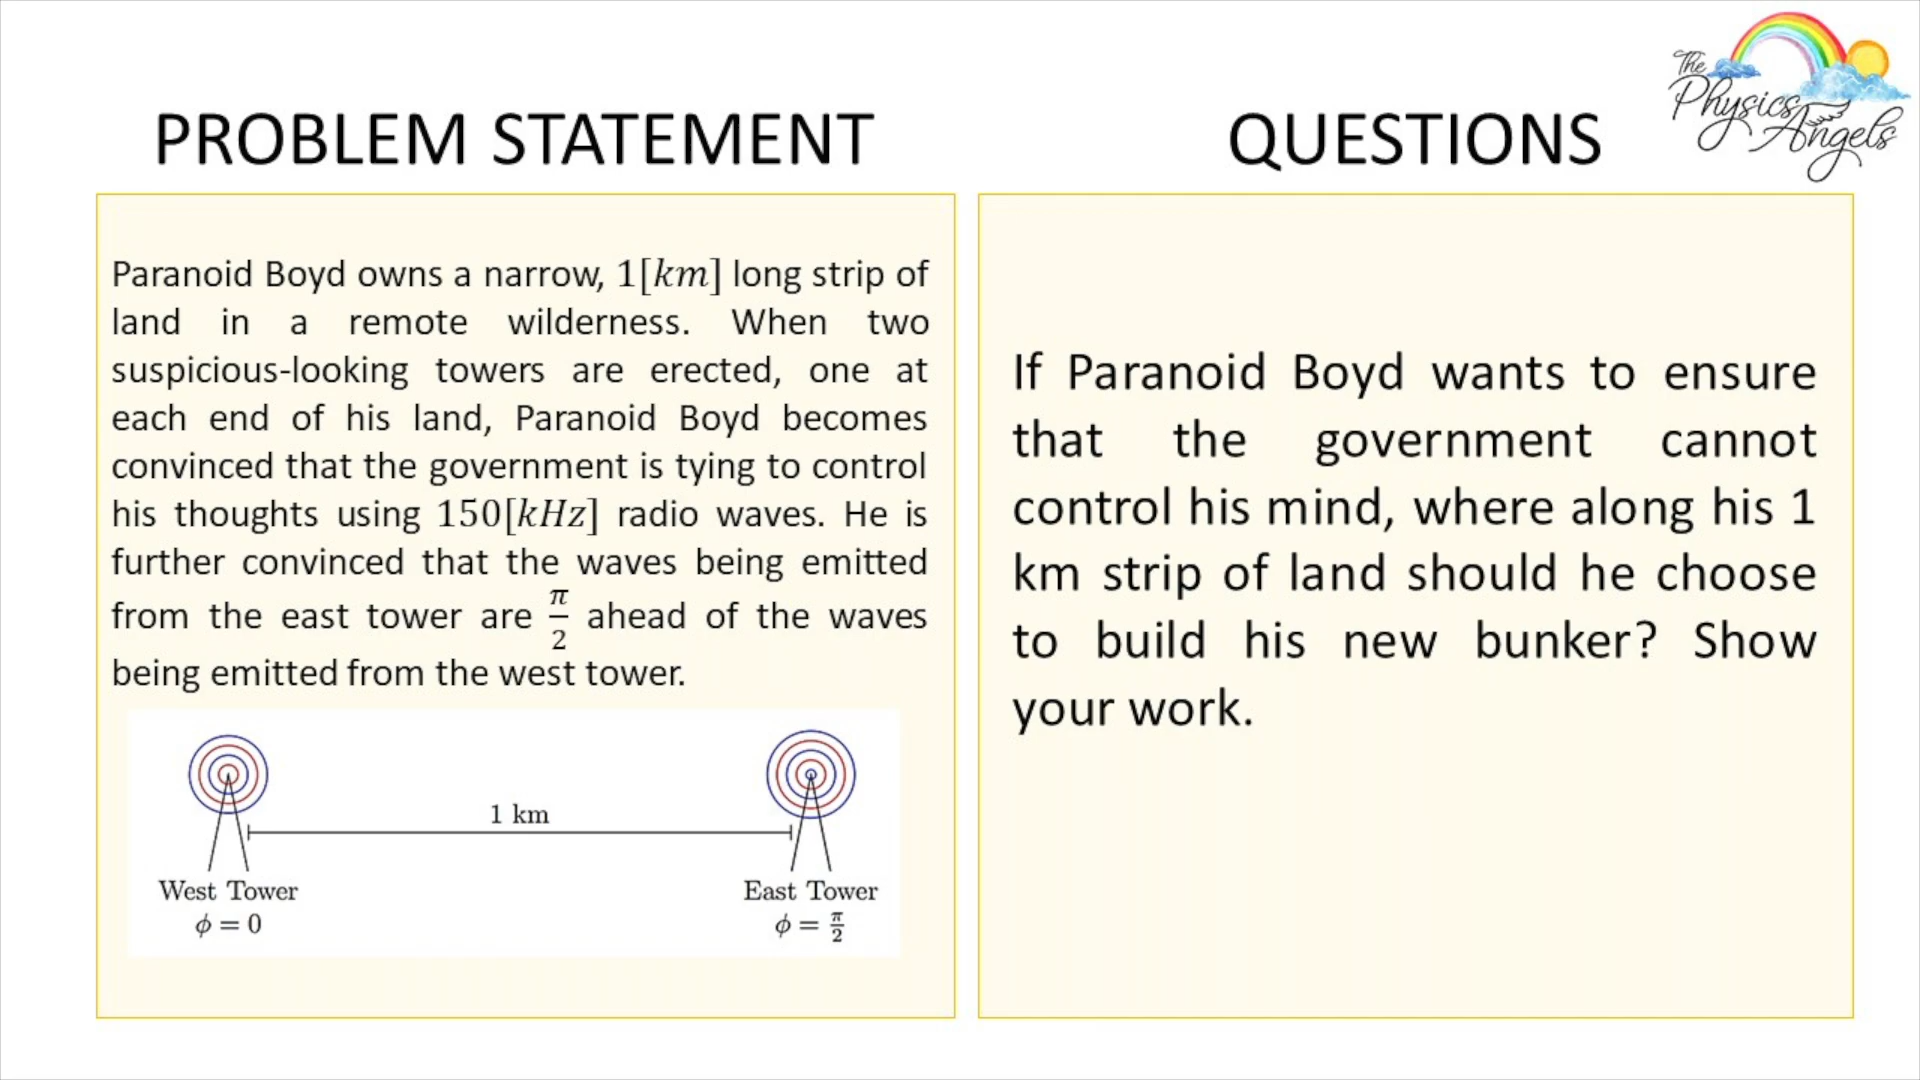 The
Physics
Angels
PROBLEM STATEMENT
Paranoid Boyd owns a narrow, 1[km] long strip of
land in a remote wilderness. When two
suspicious-looking towers are erected, one at
each end of his land, Paranoid Boyd becomes
convinced that the government is tying to control
his thoughts using 150[kHz] radio waves. He is
further convinced that the waves being emitted
from the east tower are π/2 ahead of the waves
being emitted from the west tower.
1 km
West Tower
ϕ = 0
East Tower
ϕ = π/2
QUESTIONS
If Paranoid Boyd wants to ensure
that the government cannot
control his mind, where along his 1
km strip of land should he choose
to build his new bunker? Show
your work.